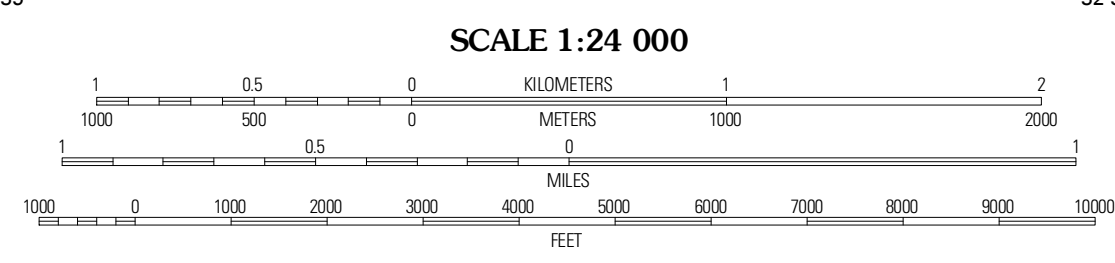 SCALE 1:24 000
1 0.5 0 KILOMETERS 1 2
1000 500 0 METERS 1000 2000
1 0.5 0 1
MILES
1000 0 1000 2000 3000 4000 5000 6000 7000 8000 9000 10000
FEET